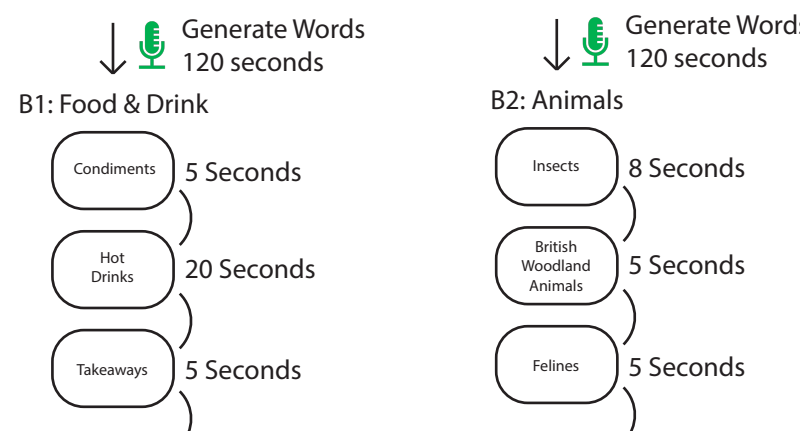 Generate Words
120 seconds
B1: Food & Drink
Condiments
5 Seconds
Hot
Drinks
20 Seconds
Takeaways
5 Seconds
Generate Words
120 seconds
B2: Animals
Insects
8 Seconds
British
Woodland
Animals
5 Seconds
Felines
5 Seconds